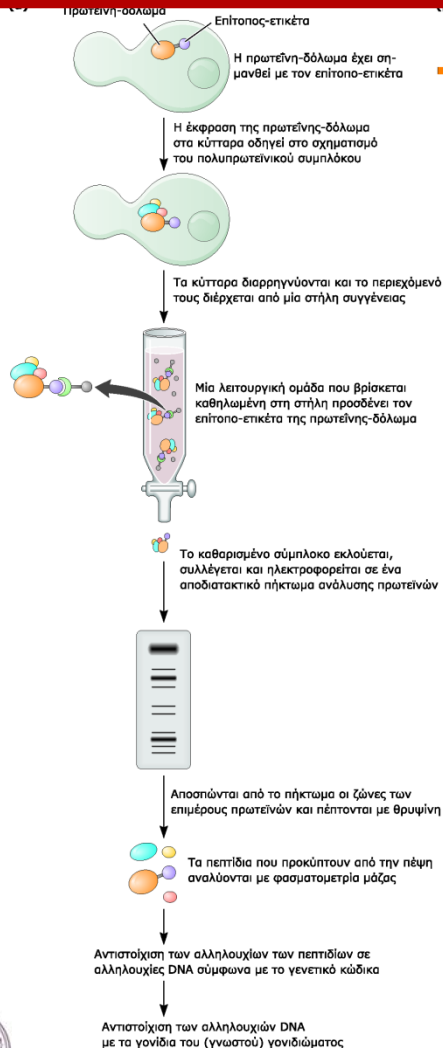 Πρωτεΐνη-δόλωμα
Επίτοπος-ετικέτα
Η πρωτεΐνη-δόλωμα έχει ση-
μανθεί με τον επίτοπο-ετικέτα
Η έκφραση της πρωτεΐνης-δόλωμα
στα κύτταρα οδηγεί στο σχηματισμό
του πολυπρωτεϊνικού συμπλόκου
Τα κύτταρα διαρρηγνύονται και το περιεχόμενό
τους διέρχεται από μία στήλη συγγένειας
Μία λειτουργική ομάδα που βρίσκεται
καθηλωμένη στη στήλη προσδένει τον
επίτοπο-ετικέτα της πρωτεΐνης-δόλωμα
Το καθαρισμένο σύμπλοκο εκλούεται,
συλλέγεται και ηλεκτροφορείται σε ένα
αποδιατακτικό πήκτωμα ανάλυσης πρωτεϊνών
Αποσπώνται από το πήκτωμα οι ζώνες των
επιμέρους πρωτεϊνών και πέπτονται με θρυψίνη
Τα πεπτίδια που προκύπτουν από την πέψη
αναλύονται με φασματομετρία μάζας
Αντιστοίχιση των αλληλουχίων των πεπτιδίων σε
αλληλουχίες DNA σύμφωνα με το γενετικό κώδικα
Αντιστοίχιση των αλληλουχιών DNA
με τα γονίδια του (γνωστού) γονιδιώματος